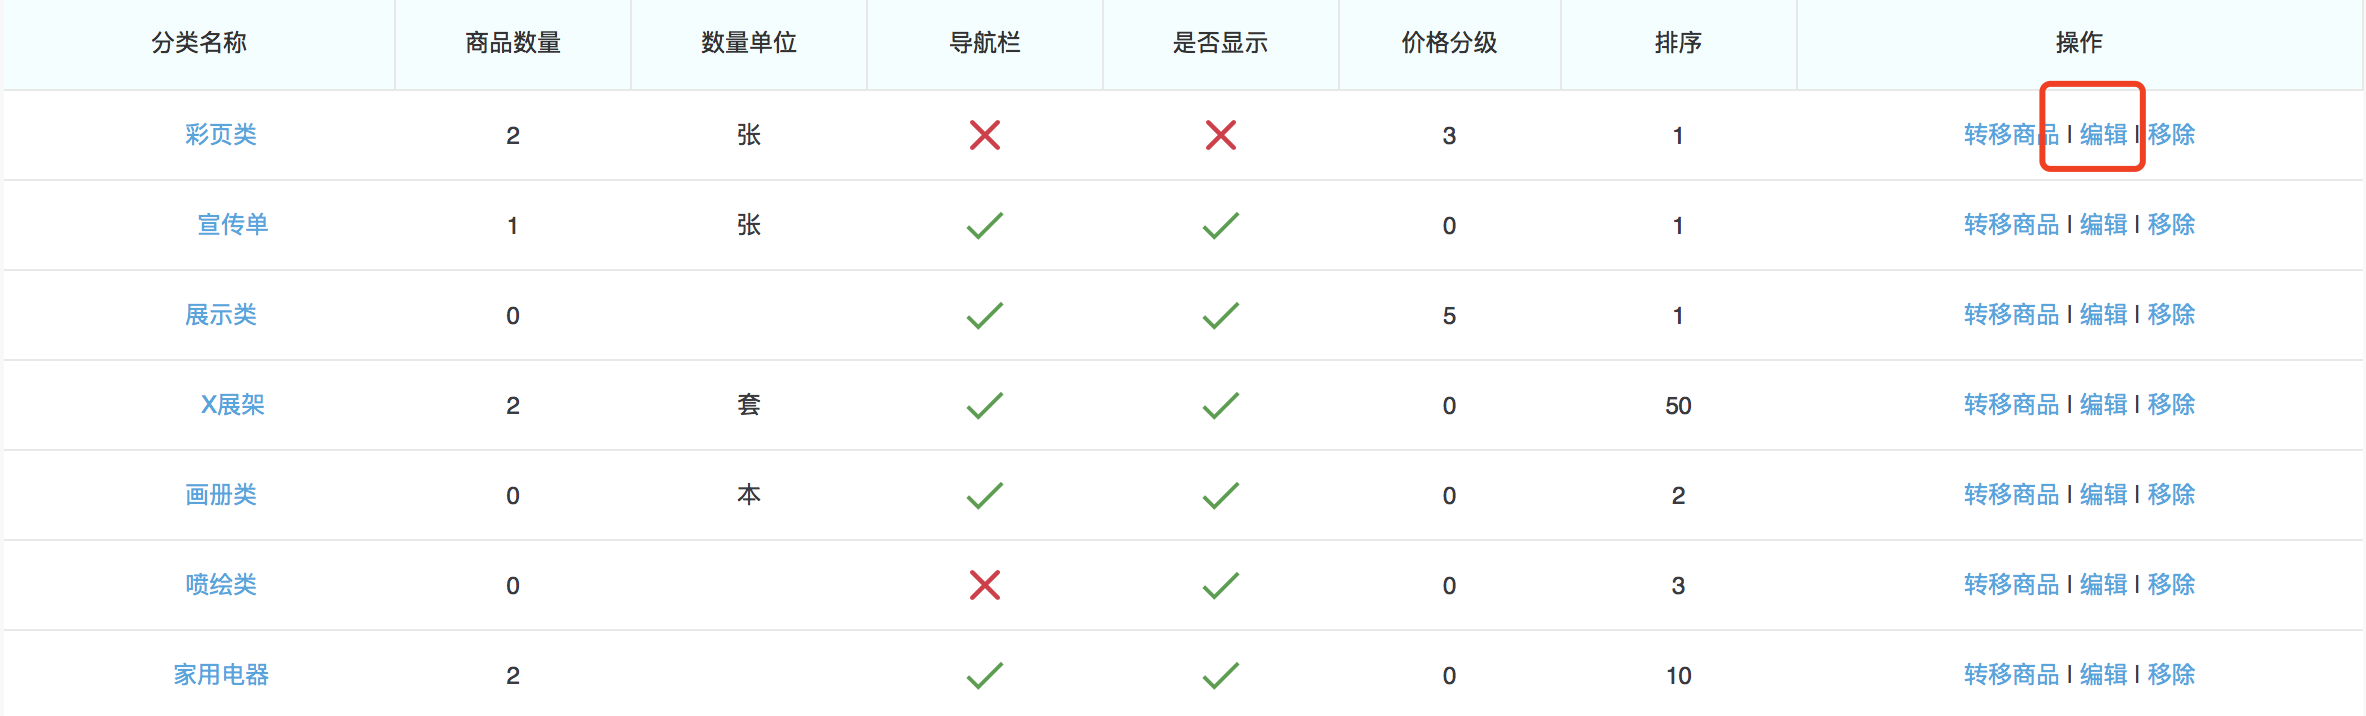 分类名称 商品数量 数量单位 导航栏 是否显示 价格分级 排序 操作
彩页类 2 张 3 1 转移商品 | 编辑 | 移除
宣传单 1 张 0 1 转移商品 | 编辑 | 移除
展示类 0 5 1 转移商品 | 编辑 | 移除
X展架 2 套 0 50 转移商品 | 编辑 | 移除
画册类 0 本 0 2 转移商品 | 编辑 | 移除
喷绘类 0 0 3 转移商品 | 编辑 | 移除
家用电器 2 0 10 转移商品 | 编辑 | 移除